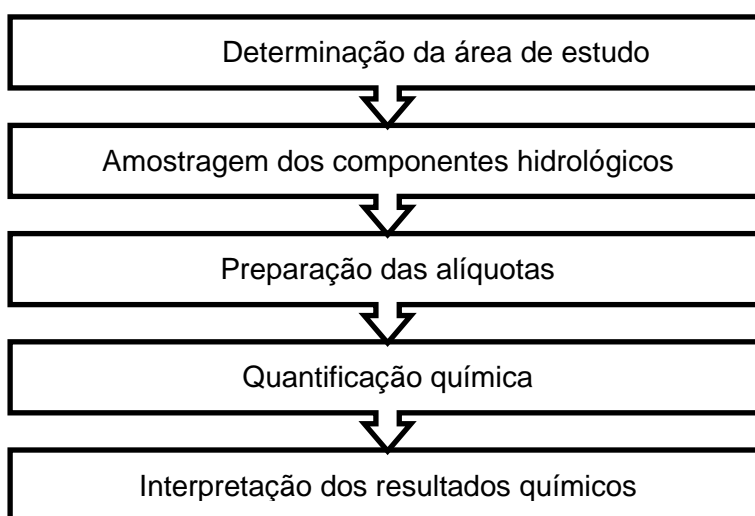 Determinação da área de estudo
Amostragem dos componentes hidrológicos
Preparação das alíquotas
Quantificação química
Interpretação dos resultados químicos